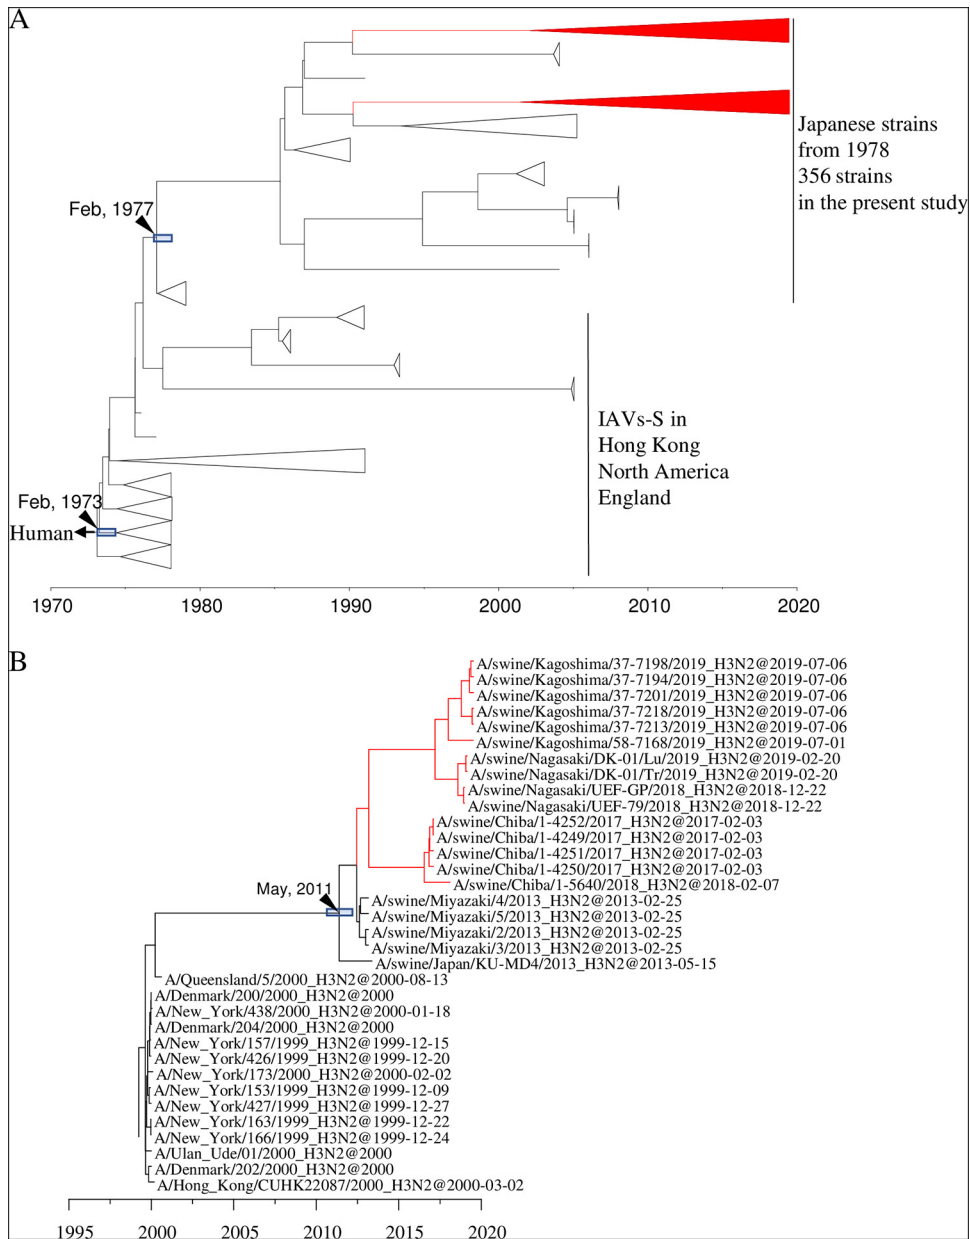 A
Japanese strains
from 1978
356 strains
in the present study
Feb, 1977
IAVs-S in
Hong Kong
North America
England
Feb, 1973
Human
1970 1980 1990 2000 2010 2020
B
A/swine/Kagoshima/37-7198/2019_H3N2@2019-07-06
A/swine/Kagoshima/37-7194/2019_H3N2@2019-07-06
A/swine/Kagoshima/37-7201/2019_H3N2@2019-07-06
A/swine/Kagoshima/37-7218/2019_H3N2@2019-07-06
A/swine/Kagoshima/37-7213/2019_H3N2@2019-07-06
A/swine/Kagoshima/58-7168/2019_H3N2@2019-07-01
A/swine/Nagasaki/DK-01/Lu/2019_H3N2@2019-02-20
A/swine/Nagasaki/DK-01/Tr/2019_H3N2@2019-02-20
A/swine/Nagasaki/UEF-GP/2018_H3N2@2018-12-22
A/swine/Nagasaki/UEF-79/2018_H3N2@2018-12-22
A/swine/Chiba/1-4252/2017_H3N2@2017-02-03
A/swine/Chiba/1-4249/2017_H3N2@2017-02-03
A/swine/Chiba/1-4251/2017_H3N2@2017-02-03
A/swine/Chiba/1-4250/2017_H3N2@2017-02-03
A/swine/Chiba/1-5640/2018_H3N2@2018-02-07
May, 2011
A/swine/Miyazaki/4/2013_H3N2@2013-02-25
A/swine/Miyazaki/5/2013_H3N2@2013-02-25
A/swine/Miyazaki/2/2013_H3N2@2013-02-25
A/swine/Miyazaki/3/2013_H3N2@2013-02-25
A/swine/Japan/KU-MD4/2013_H3N2@2013-05-15
A/Queensland/5/2000_H3N2@2000-08-13
A/Denmark/200/2000_H3N2@2000
A/New_York/438/2000_H3N2@2000-01-18
A/Denmark/204/2000_H3N2@2000
A/New_York/157/1999_H3N2@1999-12-15
A/New_York/426/1999_H3N2@1999-12-20
A/New_York/173/2000_H3N2@2000-02-02
A/New_York/153/1999_H3N2@1999-12-09
A/New_York/427/1999_H3N2@1999-12-27
A/New_York/163/1999_H3N2@1999-12-22
A/New_York/166/1999_H3N2@1999-12-24
A/Ulan_Ude/01/2000_H3N2@2000
A/Denmark/202/2000_H3N2@2000
A/Hong_Kong/CUHK22087/2000_H3N2@2000-03-02
1995 2000 2005 2010 2015 2020